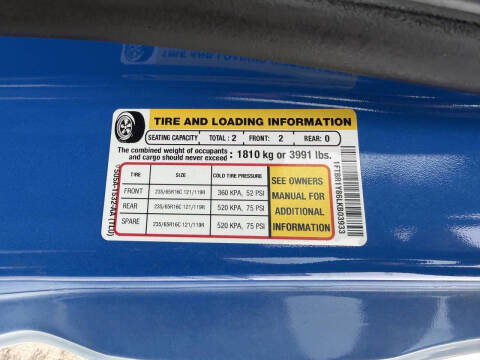 TIRE AND LOADING INFORMATION
SEATING CAPACITY TOTAL : 2 FRONT: 2 REAR: 0
The combined weight of occupants and cargo should never exceed : 1810 kg or 3991 lbs.
TIRE SIZE COLD TIRE PRESSURE
FRONT 235/65R16C 121/119R 360 KPA, 52 PSI
REAR 235/65R16C 121/119R 520 KPA, 75 PSI
SPARE 235/65R16C 121/119R 520 KPA, 75 PSI
SEE OWNERS
MANUAL FOR
ADDITIONAL
INFORMATION